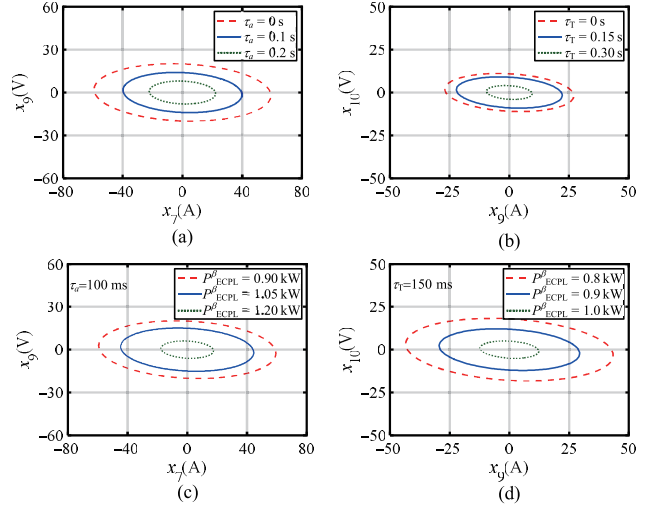 τa = 0 s
τa = 0.1 s
τa = 0.2 s
60
30
0
−30
−60
x9(V)
−80
−40
0
40
80
x7(A)
(a)
τT = 0 s
τT = 0.15 s
τT = 0.30 s
50
25
0
−25
−50
x10(V)
−50
−25
0
25
50
x9(A)
(b)
τa=100 ms
PβECPL = 0.90 kW
PβECPL = 1.05 kW
PβECPL = 1.20 kW
60
30
0
−30
−60
x9(V)
−80
−40
0
40
80
x7(A)
(c)
τT=150 ms
PβECPL = 0.8 kW
PβECPL = 0.9 kW
PβECPL = 1.0 kW
50
25
0
−25
−50
x10(V)
−50
−25
0
25
50
x9(A)
(d)